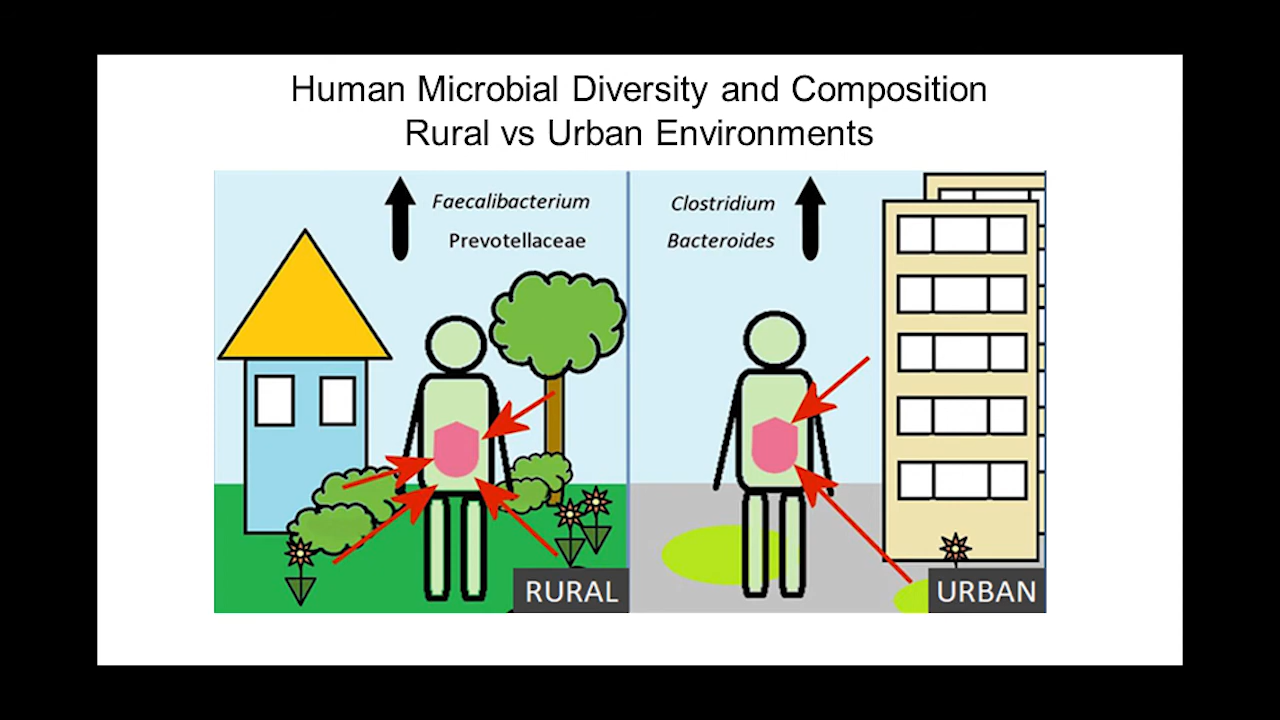 Human Microbial Diversity and Composition
Rural vs Urban Environments
Faecalibacterium
Prevotellaceae
Clostridium
Bacteroides
RURAL
URBAN